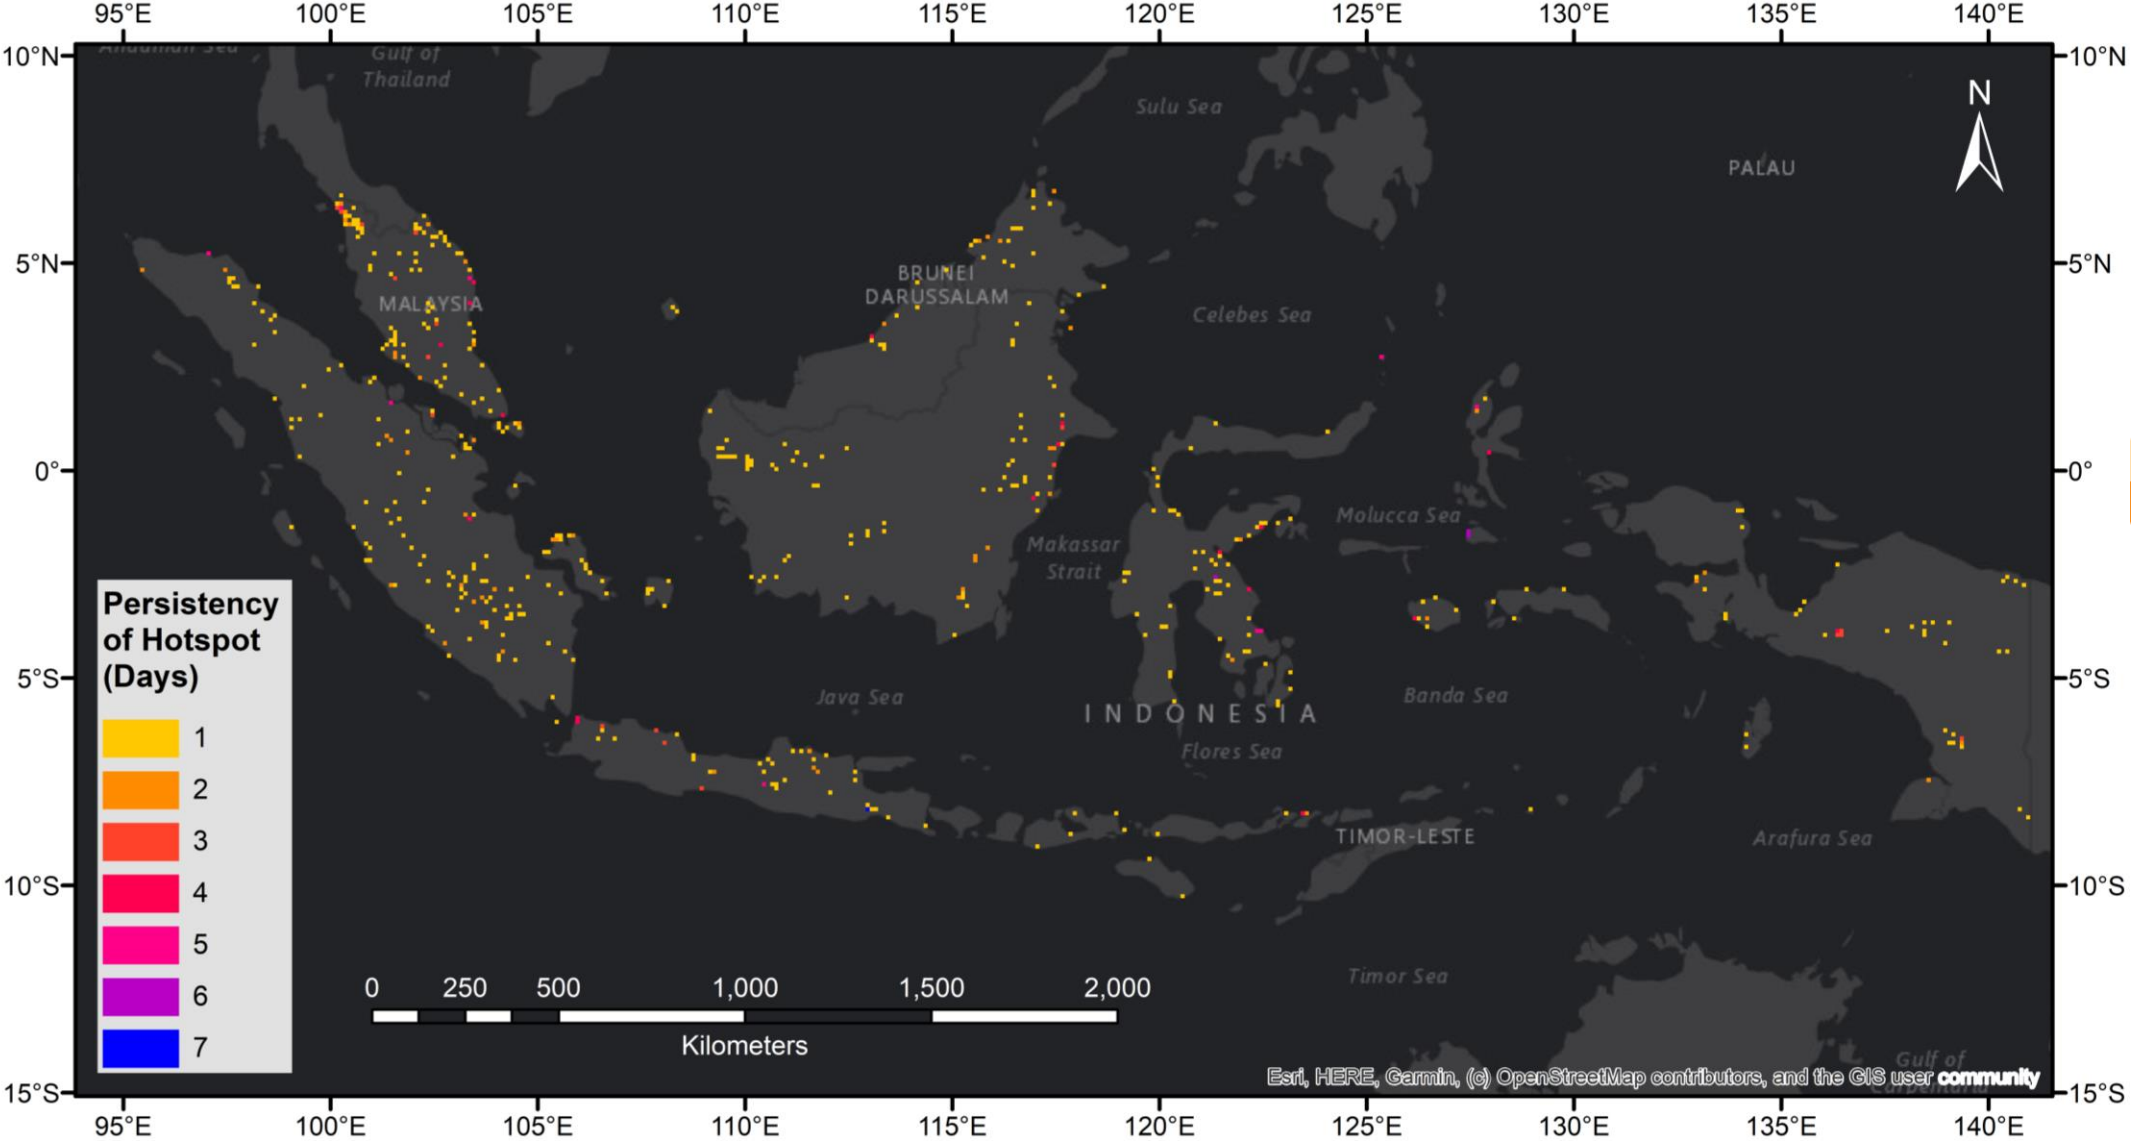 95°E 100°E 105°E 110°E 115°E 120°E 125°E 130°E 135°E 140°E
10°N 10°N
Andaman Sea
Gulf of
Thailand
Sulu Sea
N
PALAU
5°N 5°N
BRUNEI
DARUSSALAM
MALAYSIA
Celebes Sea
0° 0°
Molucca Sea
Makassar
Strait
Persistency
of Hotspot
(Days)
1
2
3
4
5
6
7
5°S 5°S
Java Sea
Banda Sea
INDONESIA
Flores Sea
TIMOR-LESTE
Arafura Sea
10°S 10°S
Timor Sea
0 250 500 1,000 1,500 2,000
Kilometers
Gulf of
Carpentaria
Esri, HERE, Garmin, (c) OpenStreetMap contributors, and the GIS user community
15°S 15°S
95°E 100°E 105°E 110°E 115°E 120°E 125°E 130°E 135°E 140°E